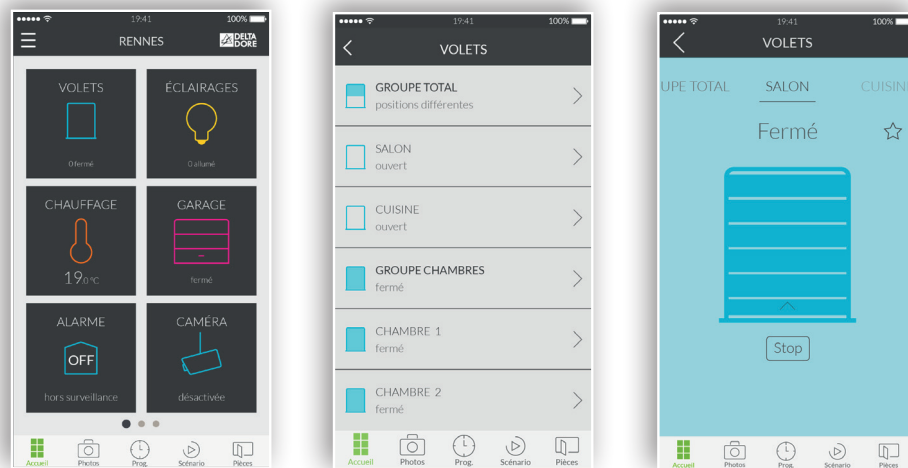 19:41
100%
RENNES
DELTA
DORE
VOLETS
0 fermé
ÉCLAIRAGES
0 allumé
CHAUFFAGE
19.0 °C
GARAGE
fermé
ALARME
OFF
hors surveillance
CAMÉRA
désactivée
Accueil
Photos
Prog.
Scénario
Pièces
19:41
100%
VOLETS
GROUPE TOTAL
positions différentes
SALON
ouvert
CUISINE
ouvert
GROUPE CHAMBRES
fermé
CHAMBRE 1
fermé
CHAMBRE 2
fermé
Accueil
Photos
Prog.
Scénario
Pièces
19:41
100%
VOLETS
UPE TOTAL
SALON
CUISINE
Fermé
Stop
Accueil
Photos
Prog.
Scénario
Pièces